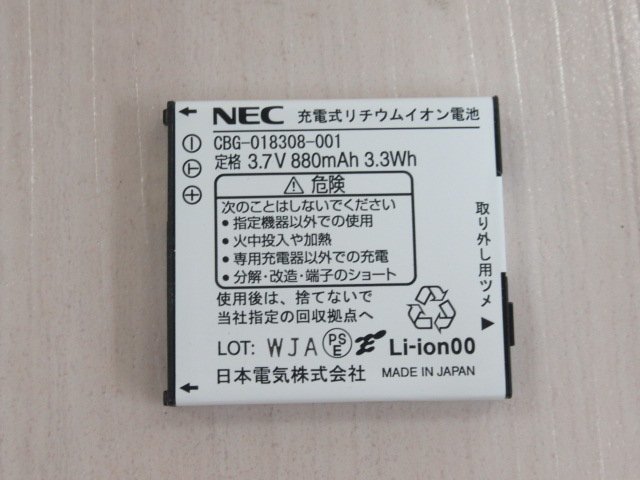 NEC 充電式リチウムイオン電池
CBG-018308-001
定格 3.7V 880mAh 3.3Wh
危険
次のことはしないでください
• 指定機器以外での使用
• 火中投入や加熱
• 専用充電器以外での充電
• 分解・改造・端子のショート
使用後は、捨てないで
当社指定の回収拠点へ
取り外し用ツメ
LOT: WJA PSE Li-ion00
日本電気株式会社 MADE IN JAPAN